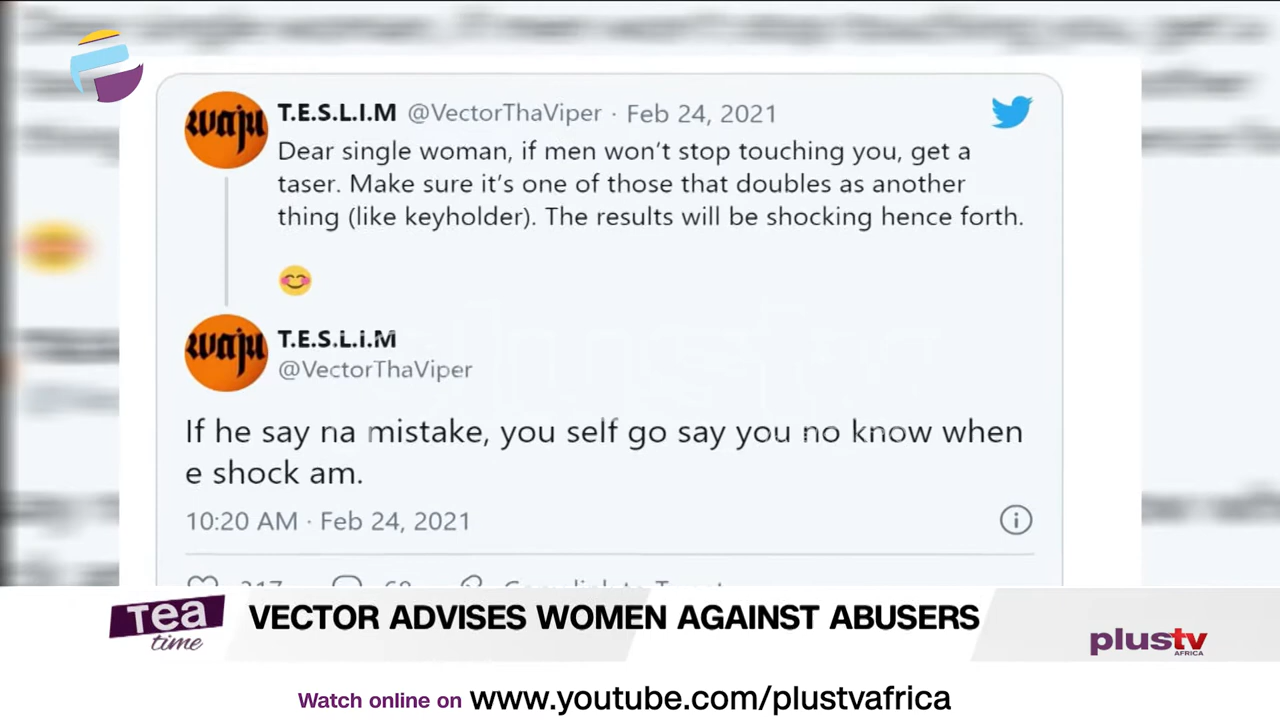 waju
T.E.S.L.I.M @VectorThaViper · Feb 24, 2021
Dear single woman, if men won't stop touching you, get a
taser. Make sure it's one of those that doubles as another
thing (like keyholder). The results will be shocking hence forth.
waju
T.E.S.L.I.M
@VectorThaViper
If he say na mistake, you self go say you no know when
e shock am.
10:20 AM · Feb 24, 2021
Tea
time
VECTOR ADVISES WOMEN AGAINST ABUSERS
plustv
AFRICA
Watch online on www.youtube.com/plustvafrica